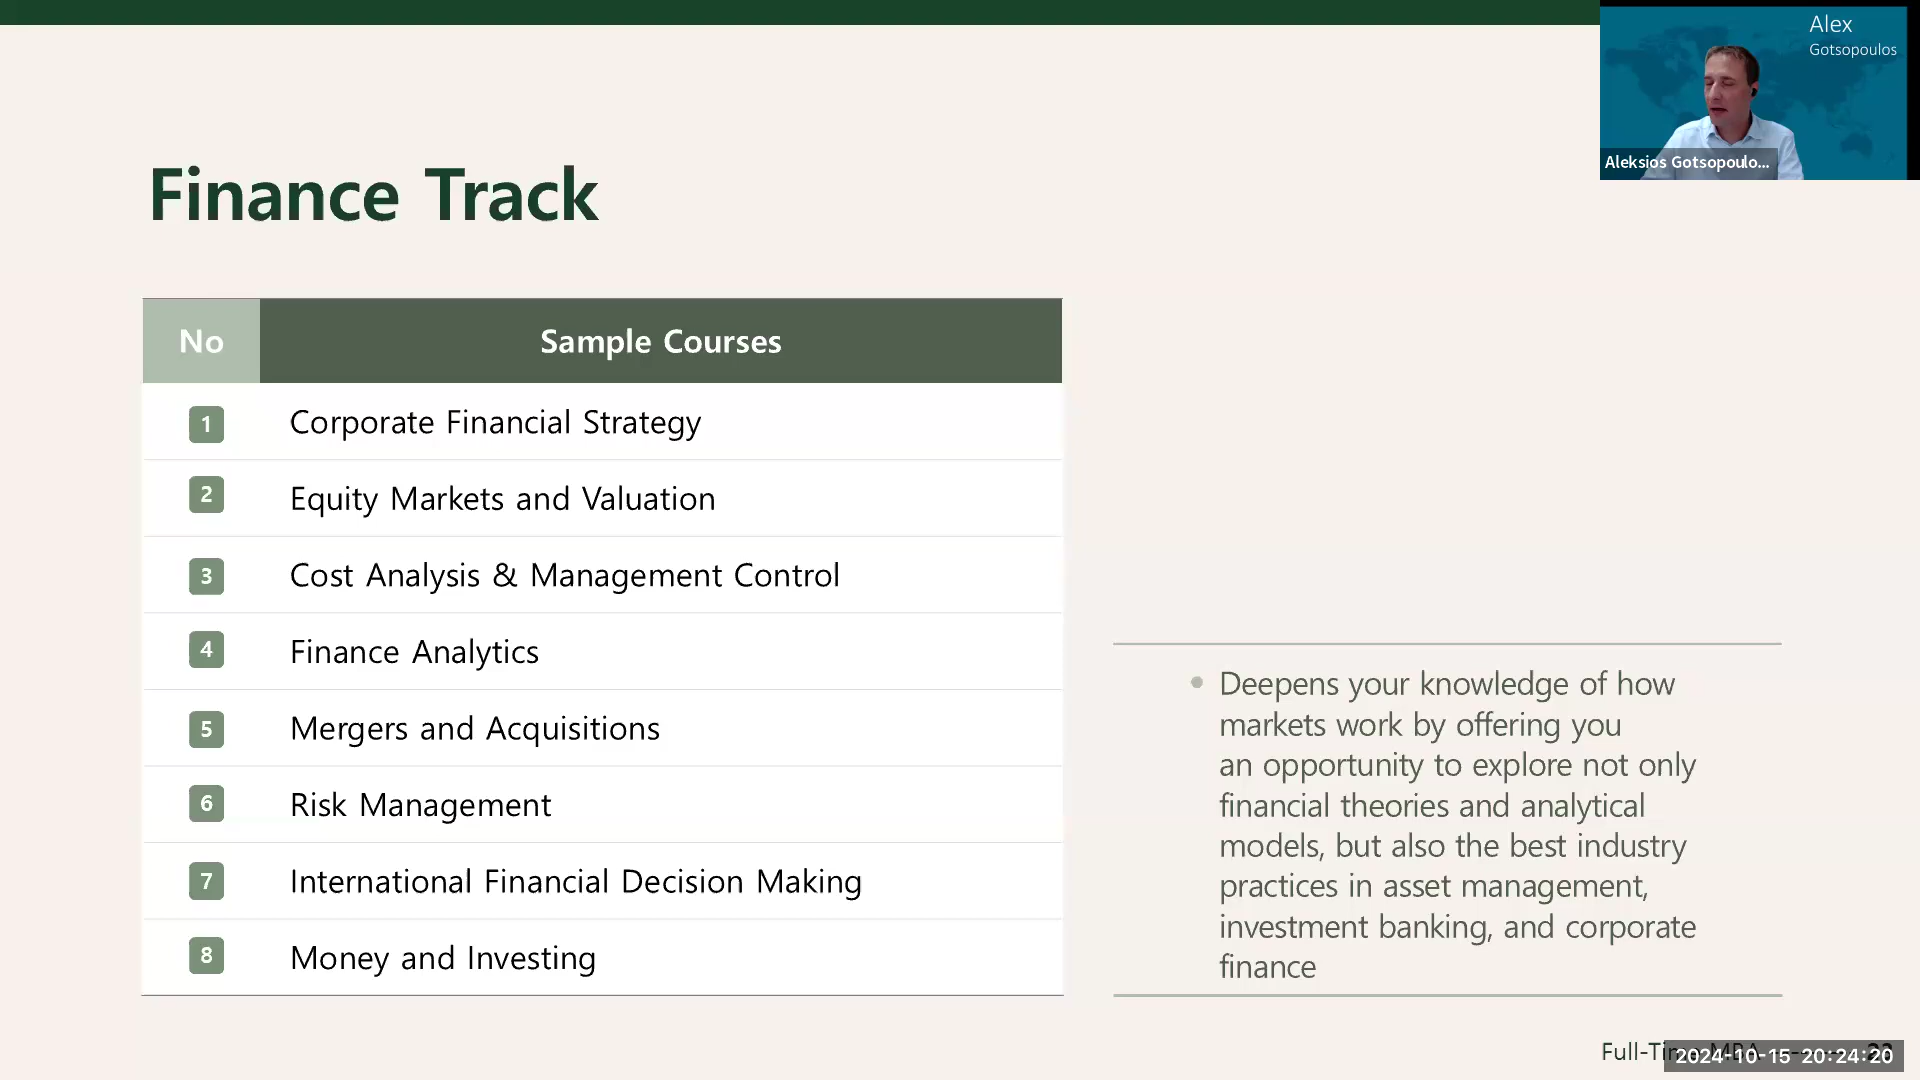 Alex
Gotsopoulos
Aleksios Gotsopoulo...
Finance Track
No
Sample Courses
1
Corporate Financial Strategy
2
Equity Markets and Valuation
3
Cost Analysis & Management Control
4
Finance Analytics
5
Mergers and Acquisitions
6
Risk Management
7
International Financial Decision Making
8
Money and Investing
Deepens your knowledge of how
markets work by offering you
an opportunity to explore not only
financial theories and analytical
models, but also the best industry
practices in asset management,
investment banking, and corporate
finance
Full-Time MBA
2024-10-15 20:24:20